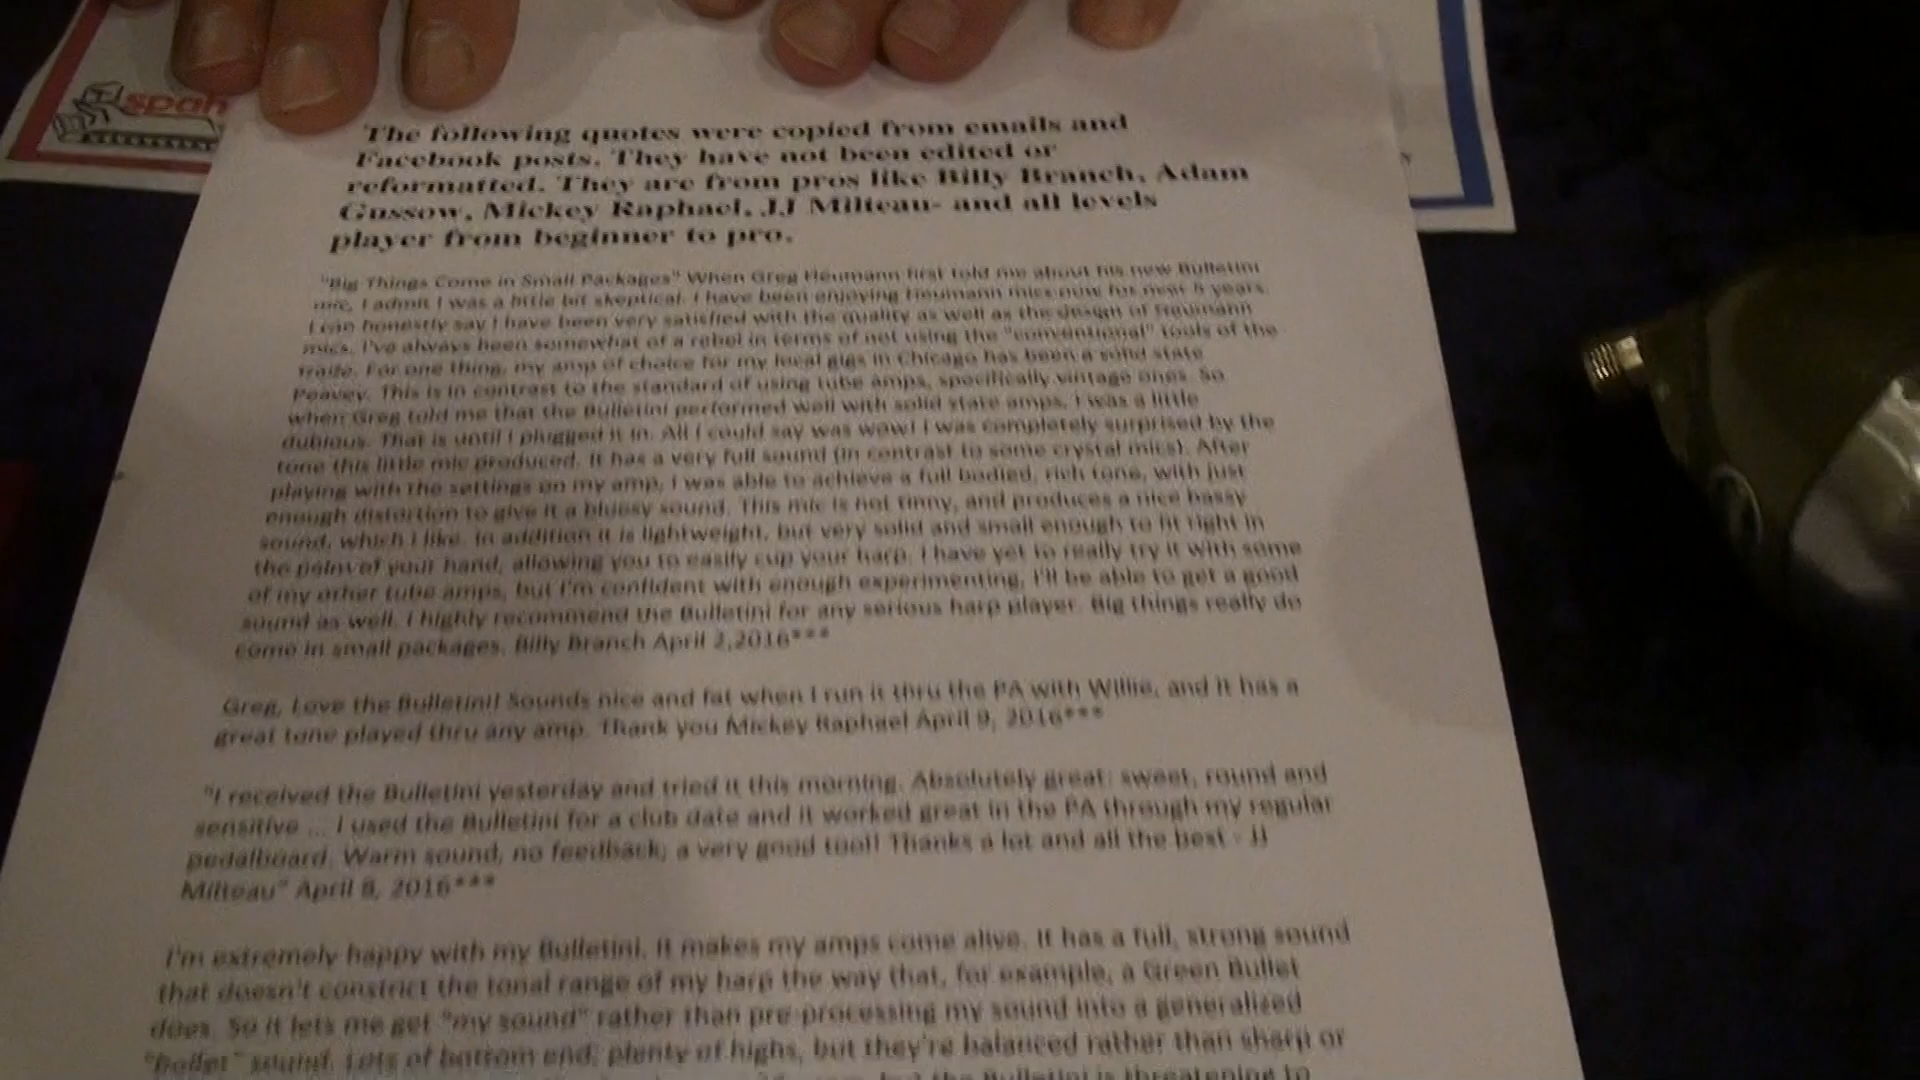 spah
The following quotes were copied from emails and
Facebook posts. They have not been edited or
reformatted. They are from pros like Billy Branch, Adam
Gussow, Mickey Raphael, JJ Milteau- and all levels
player from beginner to pro.
"Big Things Come in Small Packages" When Greg Heumann first told me about his new Bulletini
mic, I admit I was a little bit skeptical. I have been enjoying Heumann mics now for over 5 years.
I can honestly say I have been very satisfied with the quality as well as the design of Heumann
mics. I've always been somewhat of a rebel in terms of not using the "conventional" tools of the
trade. For one thing, my amp of choice for my local gigs in Chicago has been a solid state
Peavey. This is in contrast to the standard of using tube amps, specifically vintage ones. So
when Greg told me that the Bulletini performed well with solid state amps, I was a little
dubious. That is until I plugged it in. All I could say was wow! I was completely surprised by the
tone this little mic produced. It has a very full sound (in contrast to some crystal mics). After
playing with the settings on my amp, I was able to achieve a full bodied, rich tone, with just
enough distortion to give it a bluesy sound. This mic is not tinny, and produces a nice bassy
sound, which I like. In addition it is lightweight, but very solid and small enough to fit right in
the palm of your hand, allowing you to easily cup your harp. I have yet to really try it with some
of my other tube amps, but I'm confident with enough experimenting, I'll be able to get a good
sound as well. I highly recommend the Bulletini for any serious harp player. Big things really do
come in small packages. Billy Branch April 2,2016***
Greg, Love the Bulletini! Sounds nice and fat when I run it thru the PA with Willie, and it has a
great tone played thru any amp. Thank you Mickey Raphael April 9, 2016***
"I received the Bulletini yesterday and tried it this morning. Absolutely great: sweet, round and
sensitive ... I used the Bulletini for a club date and it worked great in the PA through my regular
pedalboard. Warm sound, no feedback; a very good tool! Thanks a lot and all the best - JJ
Milteau" April 8, 2016***
I'm extremely happy with my Bulletini. It makes my amps come alive. It has a full, strong sound
that doesn't constrict the tonal range of my harp the way that, for example, a Green Bullet
does. So it lets me get "my sound" rather than pre-processing my sound into a generalized
"bullet" sound. Lots of bottom end; plenty of highs, but they're balanced rather than sharp or
but the Bulletini is threatening to